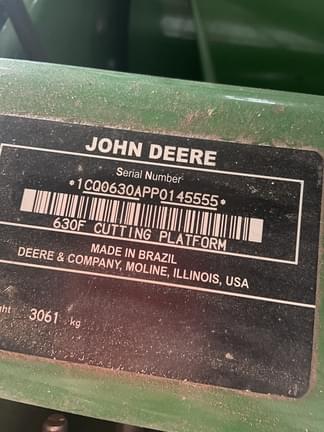 JOHN DEERE
Serial Number
*1CQ0630APP0145555*
630F CUTTING PLATFORM
MADE IN BRAZIL
DEERE & COMPANY, MOLINE, ILLINOIS, USA
3061 kg